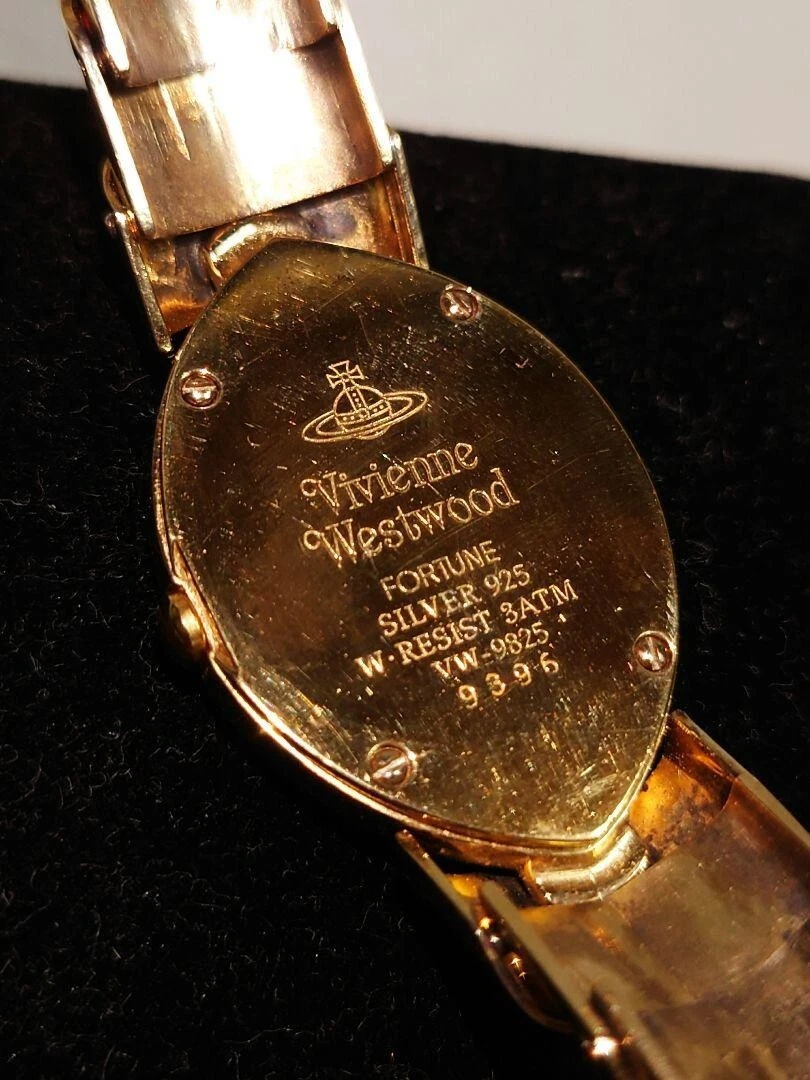 Vivienne
Westwood
FORTUNE
SILVER 925
W·RESIST 3ATM
VW-9825
9396